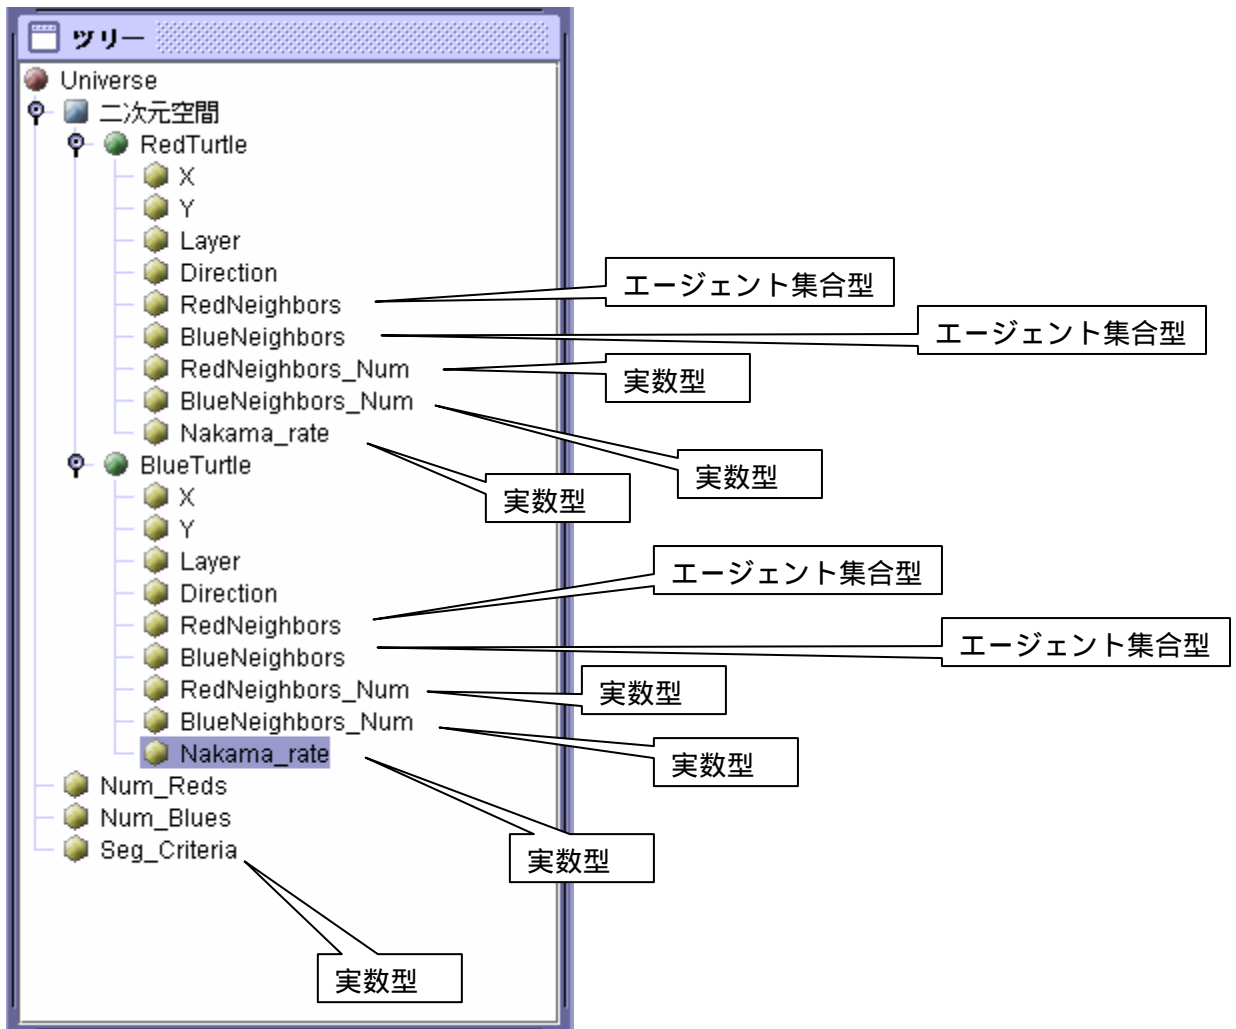 ツリー
Universe
二次元空間
RedTurtle
X
Y
Layer
Direction
RedNeighbors
エージェント集合型
BlueNeighbors
エージェント集合型
RedNeighbors_Num
実数型
BlueNeighbors_Num
実数型
Nakama_rate
実数型
BlueTurtle
X
Y
Layer
Direction
RedNeighbors
エージェント集合型
BlueNeighbors
エージェント集合型
RedNeighbors_Num
実数型
BlueNeighbors_Num
実数型
Nakama_rate
実数型
Num_Reds
Num_Blues
Seg_Criteria
実数型